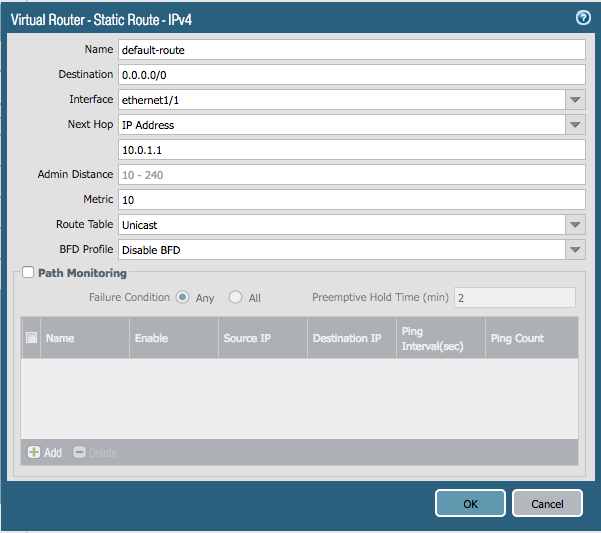 Virtual Router - Static Route - IPv4
Name default-route
Destination 0.0.0.0/0
Interface ethernet1/1
Next Hop IP Address
10.0.1.1
Admin Distance 10 - 240
Metric 10
Route Table Unicast
BFD Profile Disable BFD
Path Monitoring
Failure Condition Any All Preemptive Hold Time (min) 2
Name Enable Source IP Destination IP Ping Interval(sec) Ping Count
Add Delete
OK Cancel